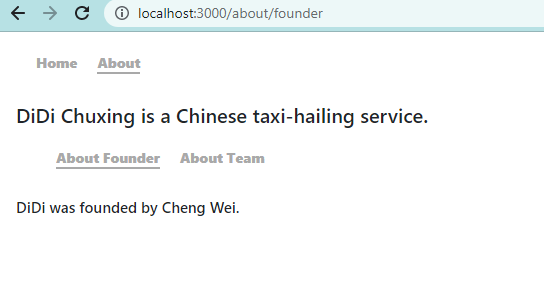 localhost:3000/about/founder
Home About
DiDi Chuxing is a Chinese taxi-hailing service.
About Founder About Team
DiDi was founded by Cheng Wei.